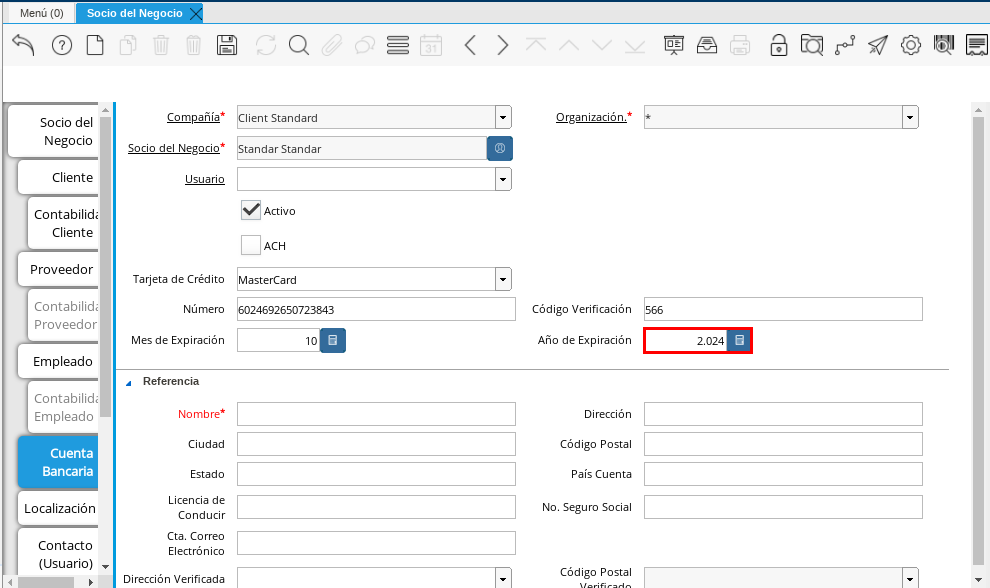 Menú (0)
Socio del Negocio
31
Socio del
Negocio
Cliente
Contabilida
Cliente
Proveedor
Contabilida
Proveedor
Empleado
Contabilida
Empleado
Cuenta
Bancaria
Localización
Contacto
(Usuario)
Compañía* Client Standard Organización.* *
Socio del Negocio* Standar Standar
Usuario
Activo
ACH
Tarjeta de Crédito MasterCard
Número 6024692650723843 Código Verificación 566
Mes de Expiración 10 Año de Expiración 2.024
Referencia
Nombre* Dirección
Ciudad Código Postal
Estado País Cuenta
Licencia de
Conducir
No. Seguro Social
Cta. Correo
Electrónico
Dirección Verificada
Código Postal
Verificado